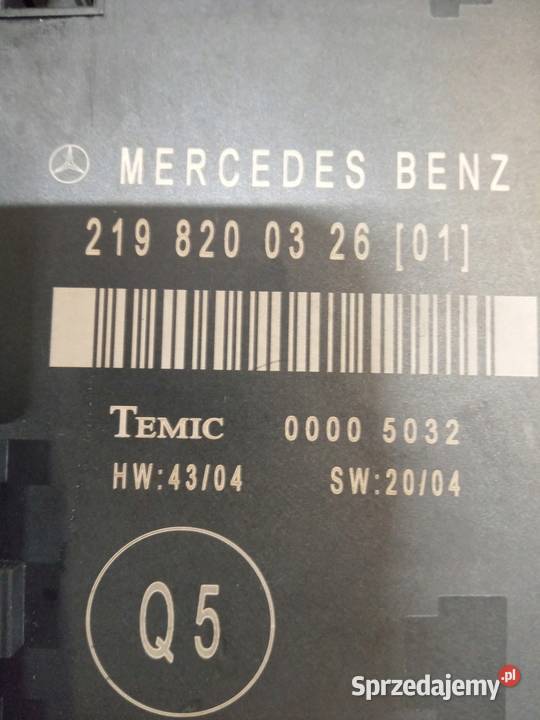 MERCEDES BENZ
219 820 03 26 [01]
TEMIC 0000 5032
HW:43/04 SW:20/04
Q5
Sprzedajemy.pl